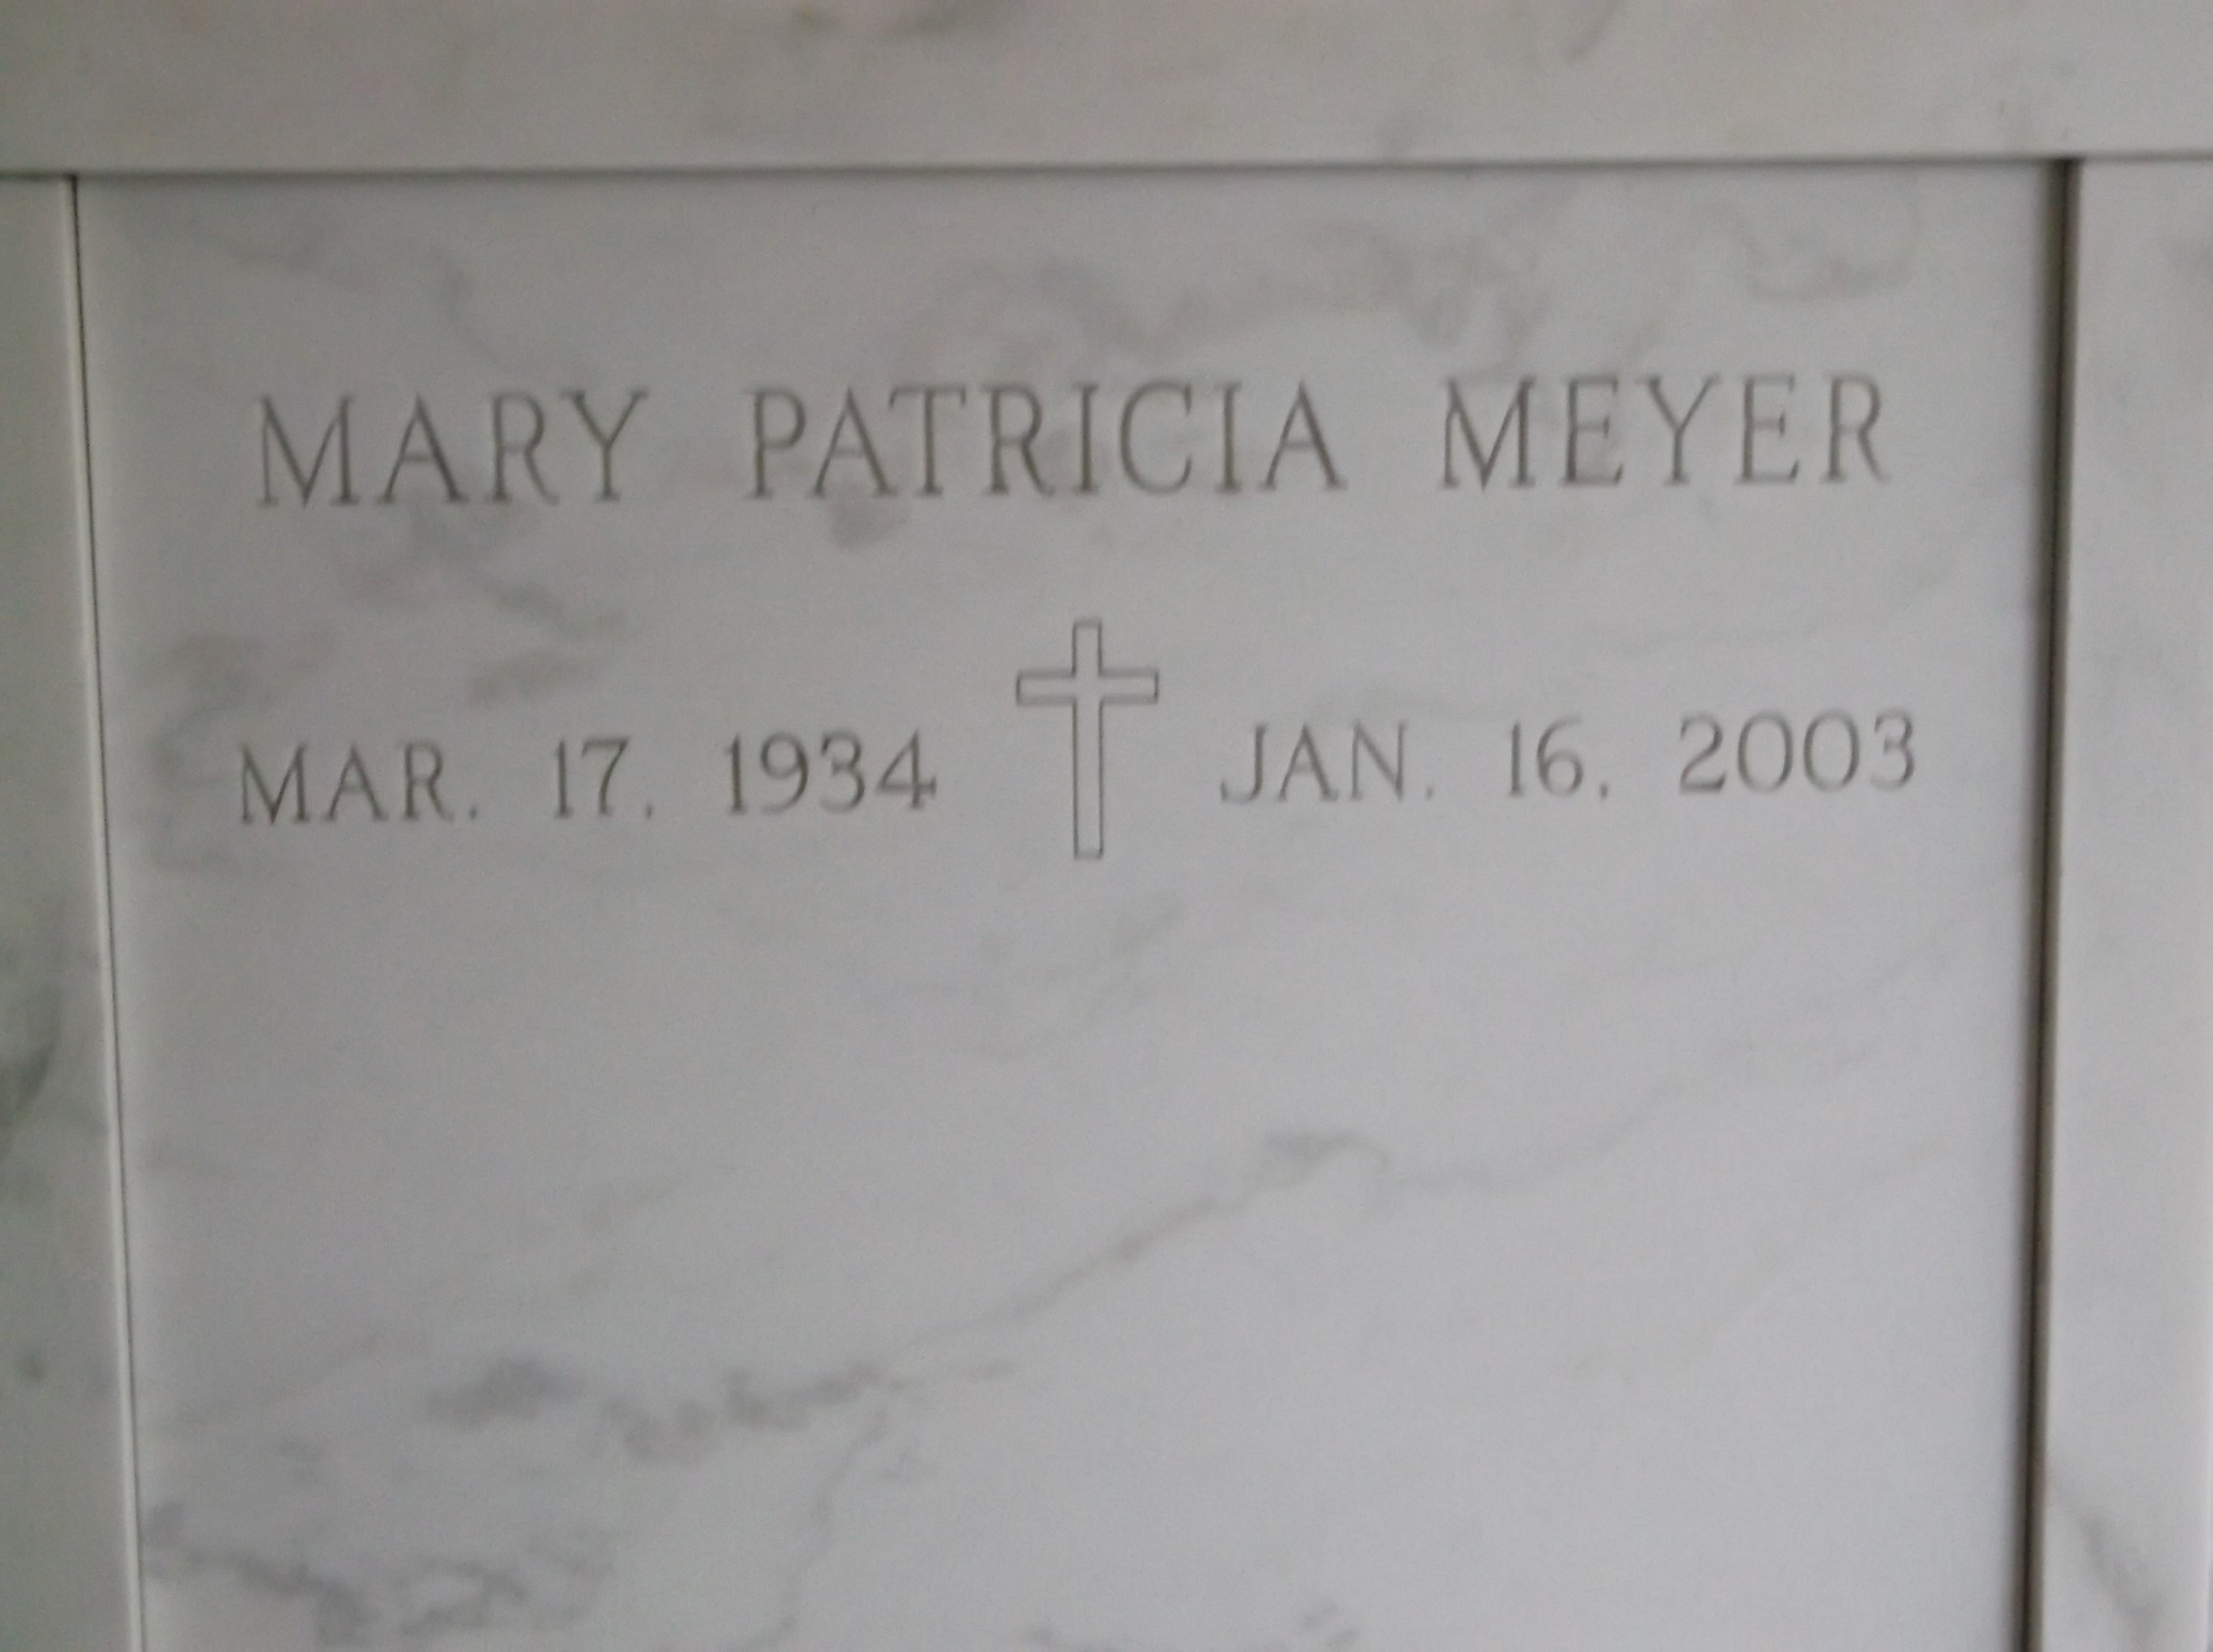 MARY PATRICIA MEYER
MAR. 17, 1934 JAN. 16, 2003